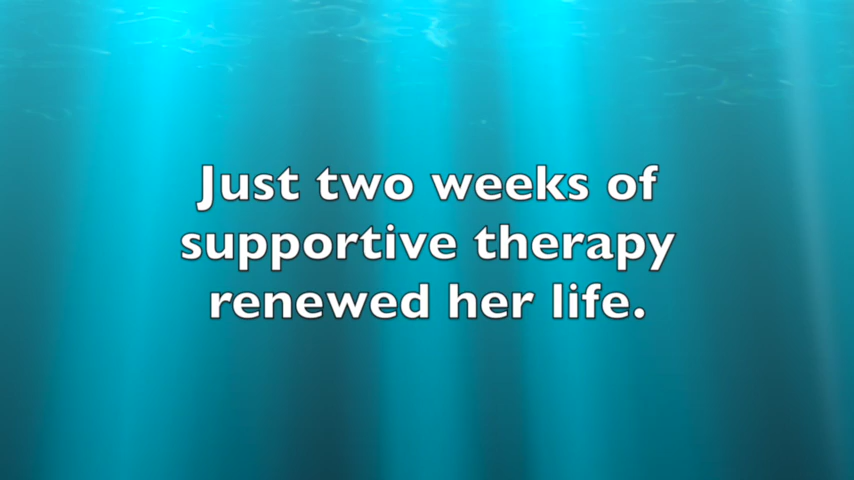 Just two weeks of
supportive therapy
renewed her life.